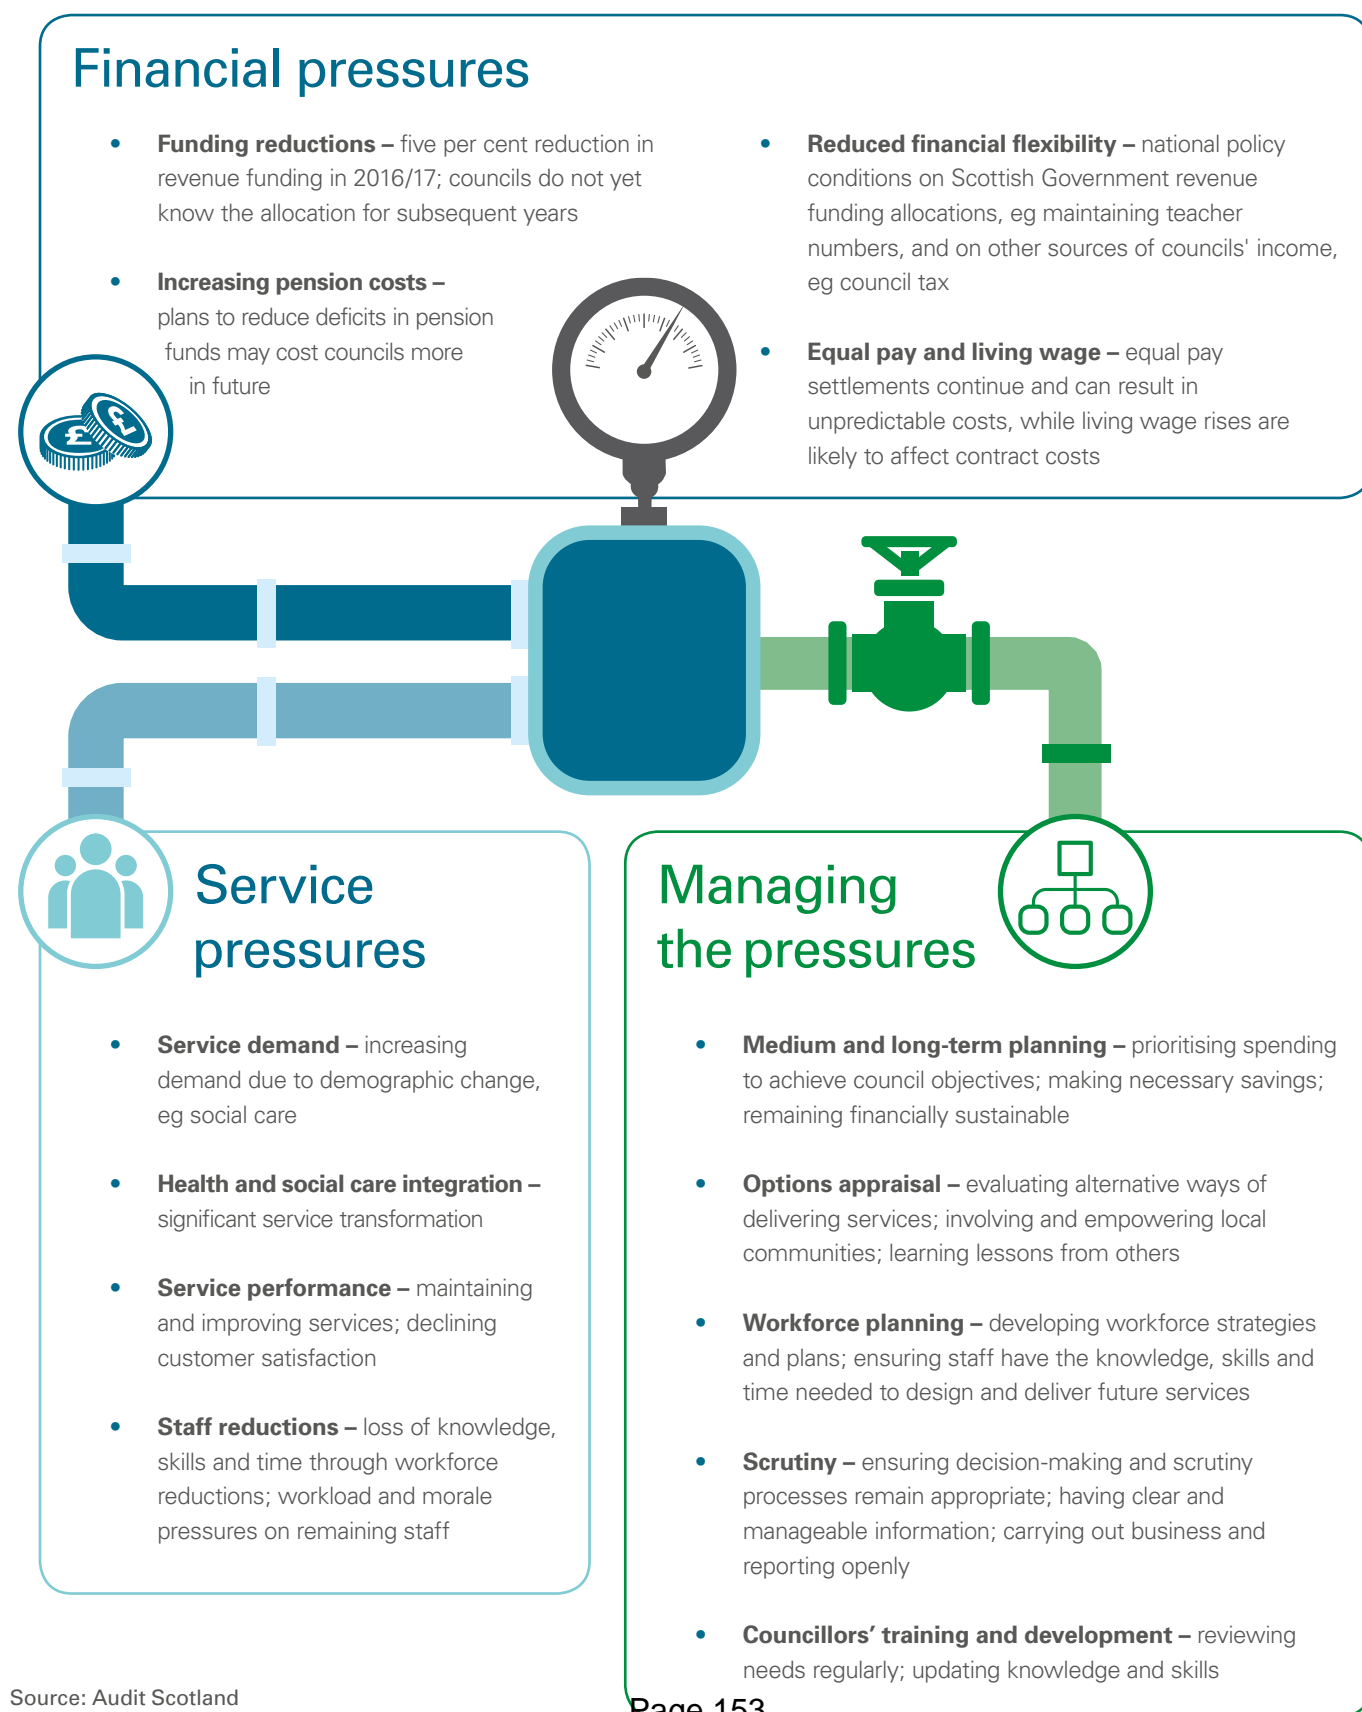 Financial pressures
• Funding reductions – five per cent reduction in
revenue funding in 2016/17; councils do not yet
know the allocation for subsequent years
• Increasing pension costs –
plans to reduce deficits in pension
funds may cost councils more
in future
• Reduced financial flexibility – national policy
conditions on Scottish Government revenue
funding allocations, eg maintaining teacher
numbers, and on other sources of councils' income,
eg council tax
• Equal pay and living wage – equal pay
settlements continue and can result in
unpredictable costs, while living wage rises are
likely to affect contract costs
£ £
Service
pressures
• Service demand – increasing
demand due to demographic change,
eg social care
• Health and social care integration –
significant service transformation
• Service performance – maintaining
and improving services; declining
customer satisfaction
• Staff reductions – loss of knowledge,
skills and time through workforce
reductions; workload and morale
pressures on remaining staff
Managing
the pressures
• Medium and long-term planning – prioritising spending
to achieve council objectives; making necessary savings;
remaining financially sustainable
• Options appraisal – evaluating alternative ways of
delivering services; involving and empowering local
communities; learning lessons from others
• Workforce planning – developing workforce strategies
and plans; ensuring staff have the knowledge, skills and
time needed to design and deliver future services
• Scrutiny – ensuring decision-making and scrutiny
processes remain appropriate; having clear and
manageable information; carrying out business and
reporting openly
• Councillors’ training and development – reviewing
needs regularly; updating knowledge and skills
Source: Audit Scotland
Page 153